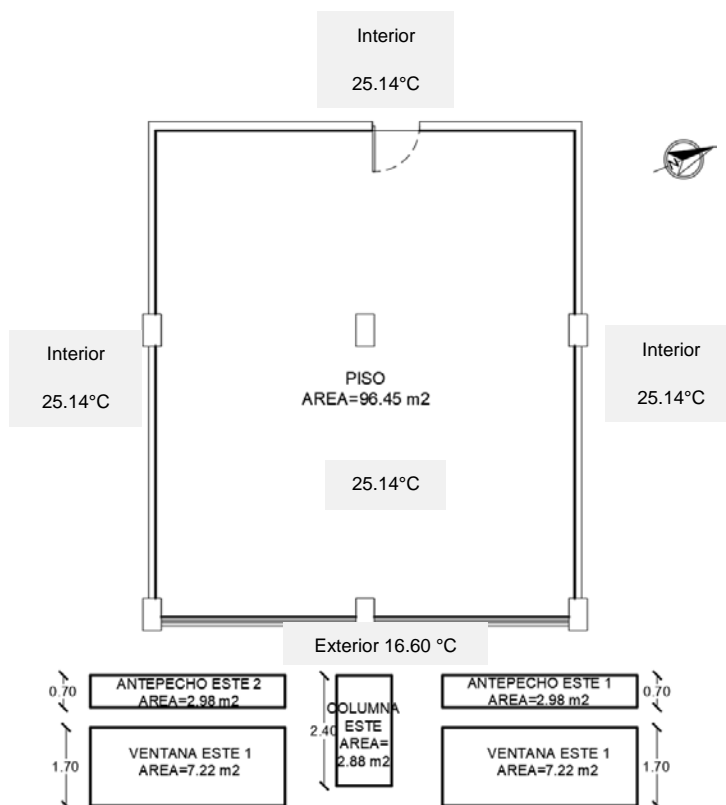 Interior
25.14°C
Interior
25.14°C
Interior
25.14°C
PISO
AREA=96.45 m2
25.14°C
Exterior 16.60 °C
0.70
ANTEPECHO ESTE 2
AREA=2.98 m2
2.40
COLUMNA
ESTE
AREA=
2.88 m2
ANTEPECHO ESTE 1
AREA=2.98 m2
0.70
1.70
VENTANA ESTE 1
AREA=7.22 m2
VENTANA ESTE 1
AREA=7.22 m2
1.70